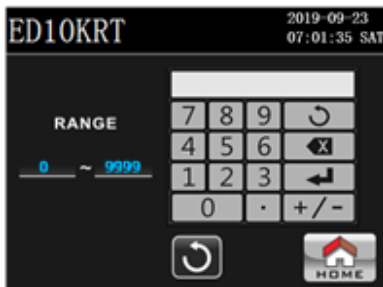 ED10KRT
2019-09-23
07:01:35 SAT
RANGE
0 ~ 9999
7 8 9
4 5 6
1 2 3
0 . +/-
HOME